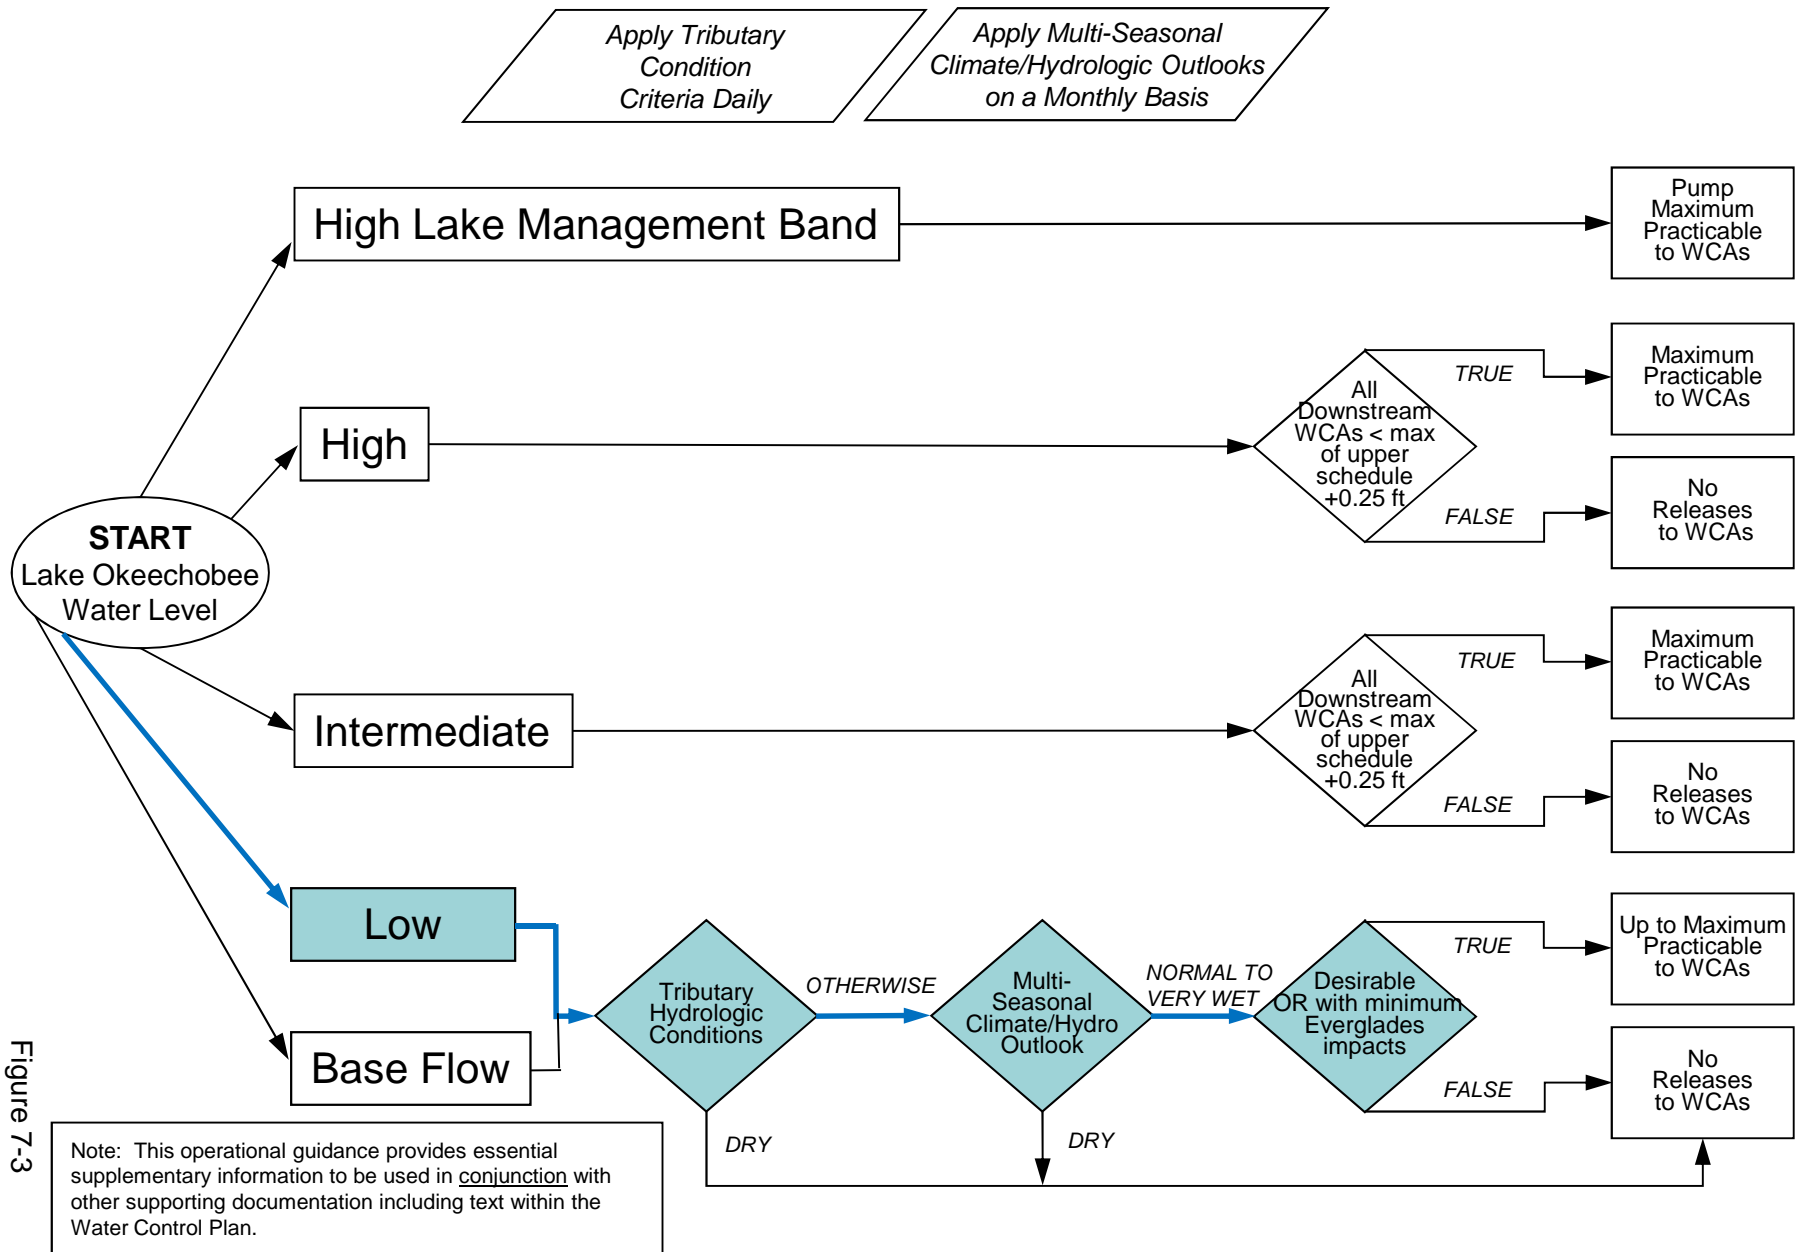 Apply Tributary
Condition
Criteria Daily
Apply Multi-Seasonal
Climate/Hydrologic Outlooks
on a Monthly Basis
High Lake Management Band
Pump
Maximum
Practicable
to WCAs
High
All
Downstream
WCAs < max
of upper
schedule
+0.25 ft
TRUE
Maximum
Practicable
to WCAs
FALSE
No
Releases
to WCAs
START
Lake Okeechobee
Water Level
Intermediate
All
Downstream
WCAs < max
of upper
schedule
+0.25 ft
TRUE
Maximum
Practicable
to WCAs
FALSE
No
Releases
to WCAs
Low
Base Flow
Tributary
Hydrologic
Conditions
OTHERWISE
DRY
Multi-
Seasonal
Climate/Hydro
Outlook
NORMAL TO
VERY WET
DRY
Desirable
OR with minimum
Everglades
impacts
TRUE
Up to Maximum
Practicable
to WCAs
FALSE
No
Releases
to WCAs
Figure 7-3
Note: This operational guidance provides essential
supplementary information to be used in conjunction with
other supporting documentation including text within the
Water Control Plan.